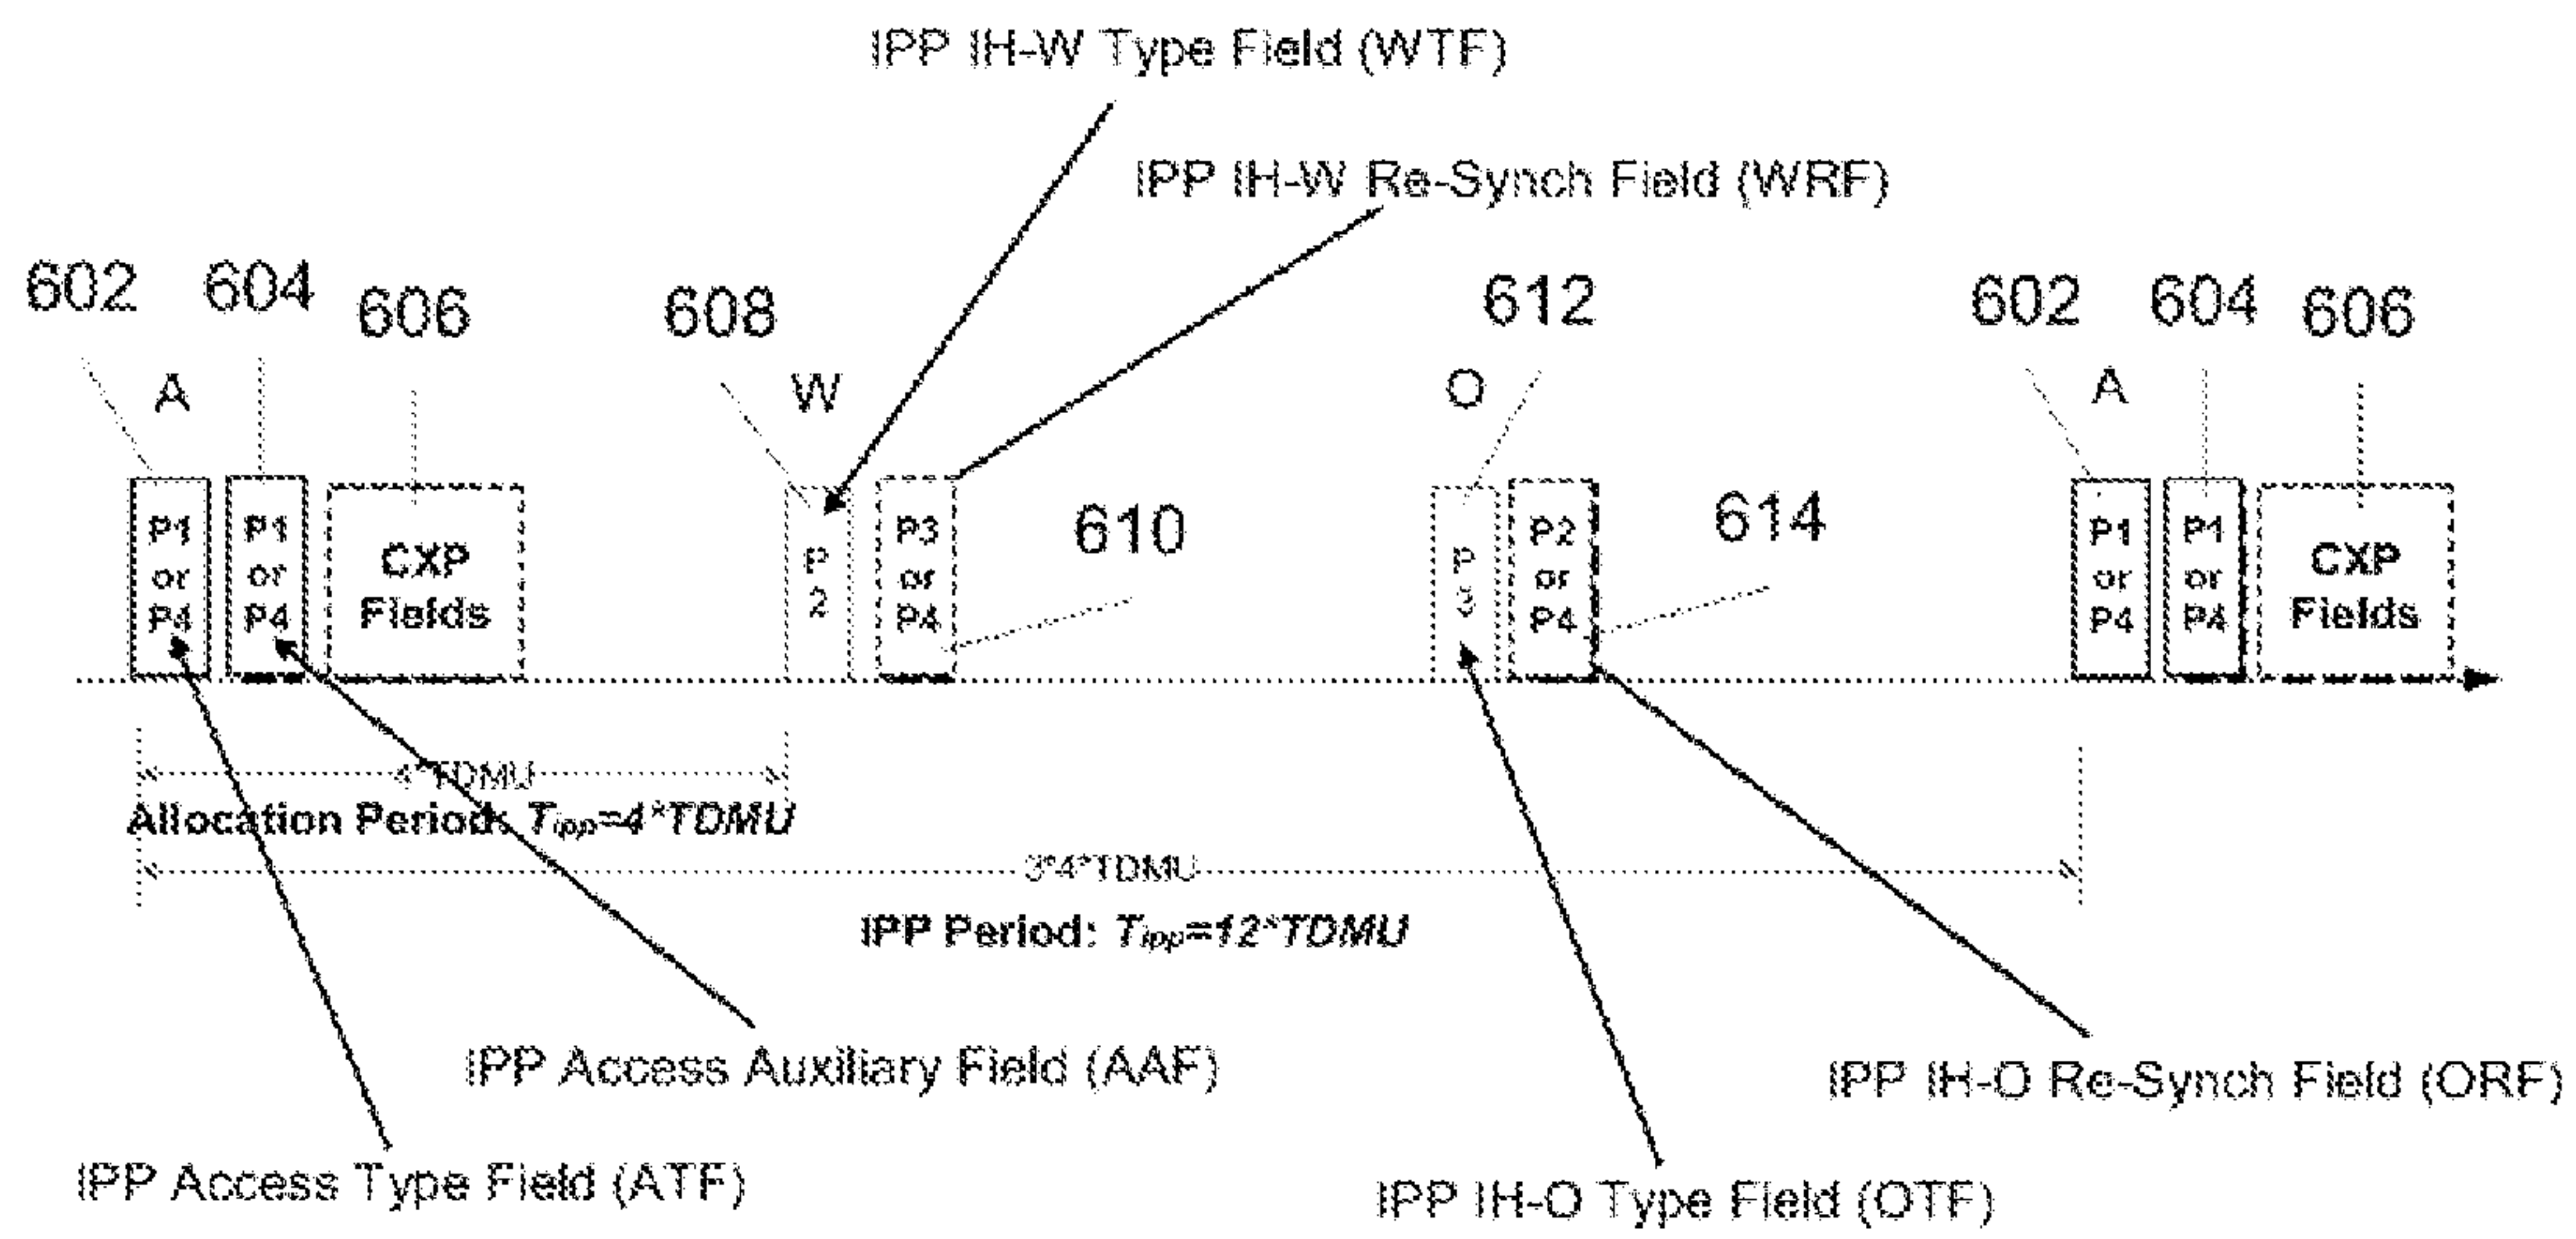 IPP IH-W Type Field (WTF)
IPP IH-W Re-Synch Field (WRF)
602 604 606 608 612 602 604 606
A W O A
P1 or P4
P1 or P4
CXP Fields
P 2
P3 or P4
610
P 3
P2 or P4
614
P1 or P4
P1 or P4
CXP Fields
4*TDMU
Allocation Period: Tipp=4*TDMU
3*4*TDMU
IPP Period: Tipp=12*TDMU
IPP Access Auxiliary Field (AAF)
IPP IH-O Re-Synch Field (ORF)
IPP Access Type Field (ATF)
IPP IH-O Type Field (OTF)